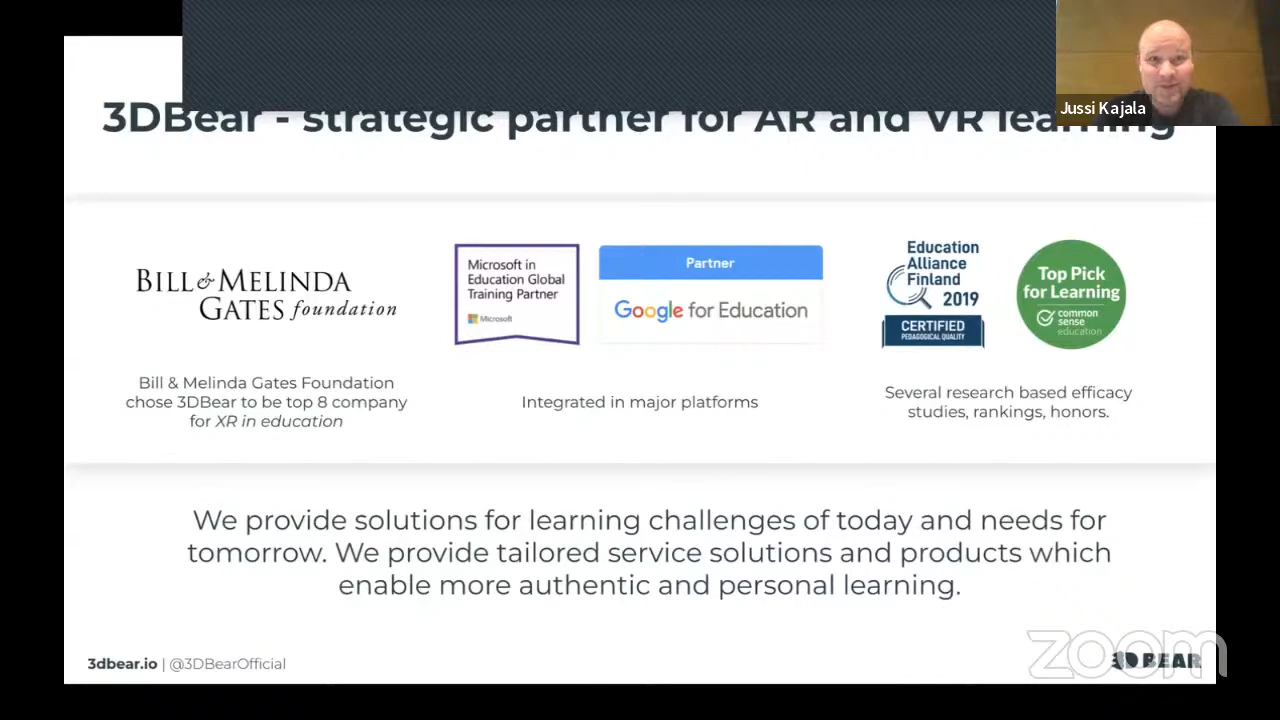 Jussi Kajala
3DBear - strategic partner for AR and VR learning
BILL & MELINDA
GATES foundation
Microsoft in
Education Global
Training Partner
Microsoft
Partner
Google for Education
Education
Alliance
Finland
2019
CERTIFIED
PEDAGOGICAL QUALITY
Top Pick
for Learning
common
sense
education
Bill & Melinda Gates Foundation
chose 3DBear to be top 8 company
for XR in education
Integrated in major platforms
Several research based efficacy
studies, rankings, honors.
We provide solutions for learning challenges of today and needs for
tomorrow. We provide tailored service solutions and products which
enable more authentic and personal learning.
3dbear.io | @3DBearOfficial
zoom
3D BEAR